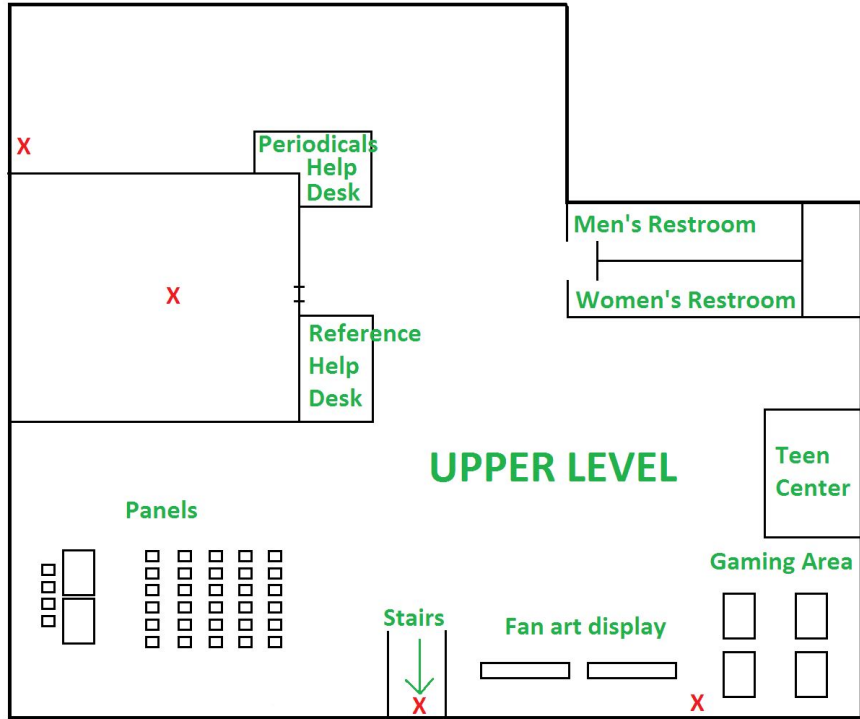 X
Periodicals
Help
Desk
Men's Restroom
X
Women's Restroom
Reference
Help
Desk
UPPER LEVEL
Teen
Center
Panels
Gaming Area
Stairs
Fan art display
X
X